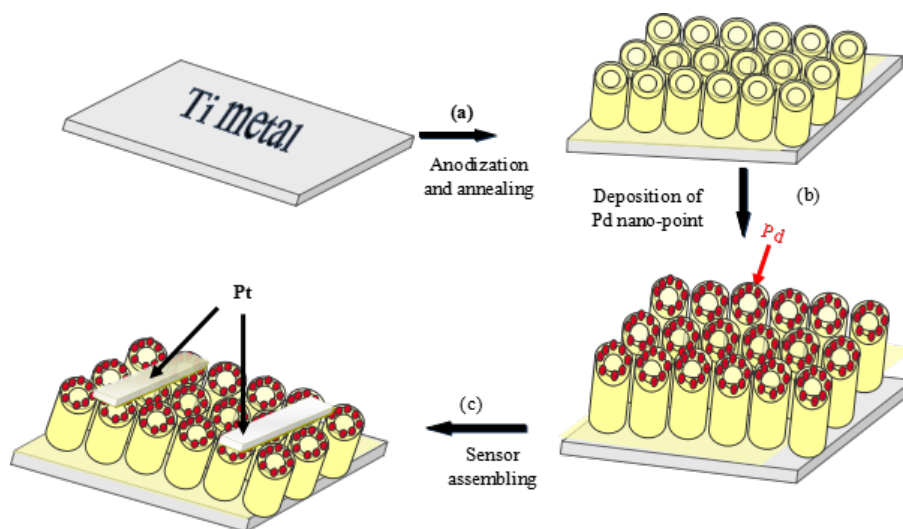 Ti metal
(a)
Anodization
and annealing
Deposition of
Pd nano-point
(b)
Pd
Pt
(c)
Sensor
assembling